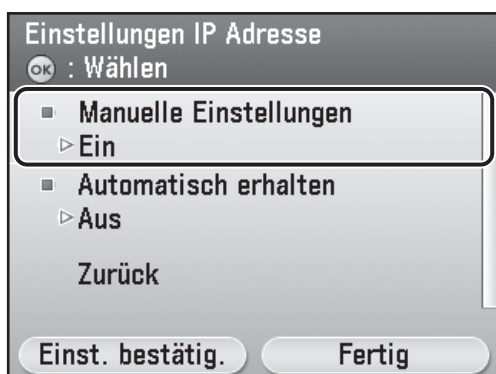 Einstellungen IP Adresse
OK : Wählen
Manuelle Einstellungen
Ein
Automatisch erhalten
Aus
Zurück
Einst. bestätig. Fertig